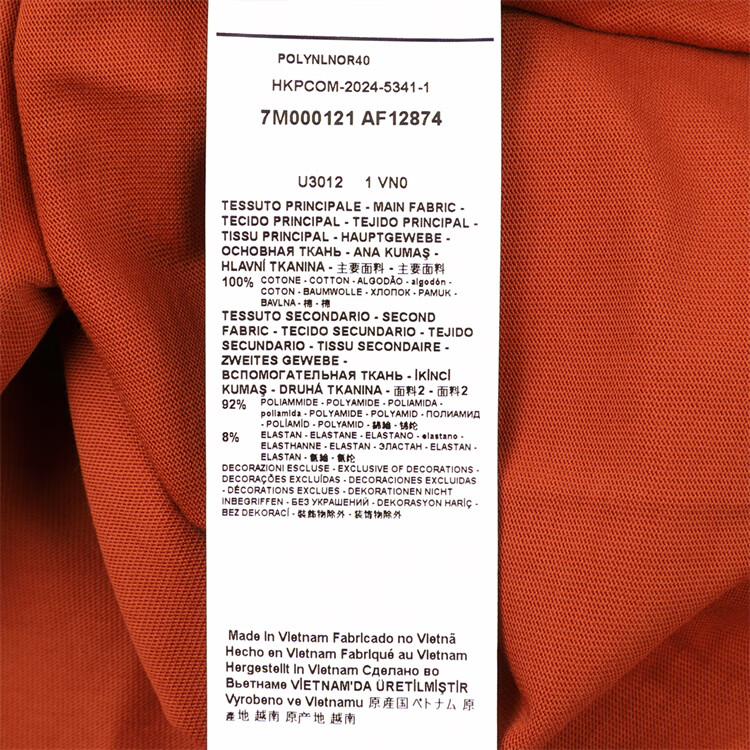 POLYNLNOR40
HKPCOM-2024-5341-1
7M000121 AF12874
U3012 1 VN0
TESSUTO PRINCIPALE - MAIN FABRIC -
TECIDO PRINCIPAL - TEJIDO PRINCIPAL -
TISSU PRINCIPAL - HAUPTGEWEBE -
ОСНОВНАЯ ТКАНЬ - ANA KUMAŞ -
HLAVNÍ TKANINA - 主要面料 - 主要面料
100% COTONE - COTTON - ALGODÃO - algodón -
COTON - BAUMWOLLE - ХЛОПОК - PAMUK -
BAVLNA - 棉 - 棉
TESSUTO SECONDARIO - SECOND
FABRIC - TECIDO SECUNDARIO - TEJIDO
SECUNDARIO - TISSU SECONDAIRE -
ZWEITES GEWEBE -
ВСПОМОГАТЕЛЬНАЯ ТКАНЬ - İKİNCİ
KUMAŞ - DRUHÁ TKANINA - 面料2 - 面料2
92% POLIAMMIDE - POLYAMIDE - POLIAMIDA -
poliamida - POLYAMIDE - POLYAMID - ПОЛИАМИД
- POLÍAMÍD - POLYAMID - 錦綸 - 锦纶
8% ELASTAN - ELASTANE - ELASTANO - elastano -
ELASTHANNE - ELASTAN - ЭЛАСТАН - ELASTAN -
ELASTAN - 氨綸 - 氨纶
DECORAZIONI ESCLUSE - EXCLUSIVE OF DECORATIONS -
DECORAÇÕES EXCLUÍDAS - DECORACIONES EXCLUIDAS
- DÉCORATIONS EXCLUES - DEKORATIONEN NICHT
INBEGRIFFEN - БЕЗ УКРАШЕНИЙ - DEKORASYON HARİÇ -
BEZ DEKORACÍ - 裝飾物除外 - 装饰物除外
Made in Vietnam Fabricado no Vietnã
Hecho en Vietnam Fabriqué au Vietnam
Hergestellt in Vietnam Сделано во
Вьетнаме VİETNAM'DA ÜRETİLMİŞTİR
Vyrobeno ve Vietnamu 原産国ベトナム 原
產地 越南 原产地 越南